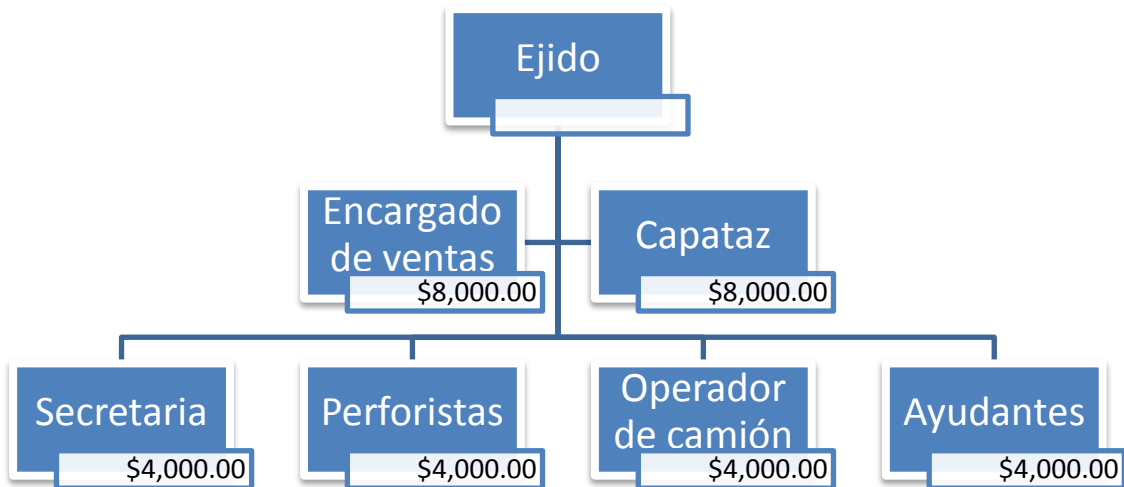 Ejido
Encargado
de ventas
$8,000.00
Capataz
$8,000.00
Secretaria
$4,000.00
Perforistas
$4,000.00
Operador
de camión
$4,000.00
Ayudantes
$4,000.00